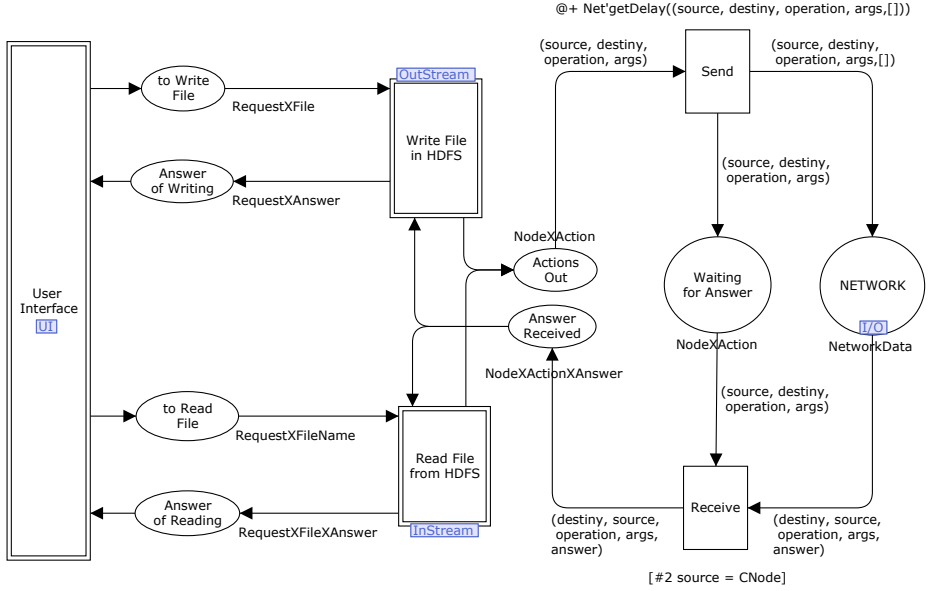 @+ Net'getDelay((source, destiny, operation, args,[]))
(source, destiny,
operation, args)
Send
(source, destiny,
operation, args,[])
to Write
File
RequestXFile
OutStream
Write File
in HDFS
Answer
of Writing
RequestXAnswer
(source, destiny,
operation, args)
NodeXAction
Actions
Out
Waiting
for Answer
NodeXAction
NETWORK
I/O
NetworkData
User
Interface
UI
Answer
Received
NodeXActionXAnswer
(source, destiny,
operation, args)
to Read
File
RequestXFileName
Read File
from HDFS
InStream
Answer
of Reading
RequestXFileXAnswer
Receive
(destiny, source,
operation, args,
answer)
(destiny, source,
operation, args,
answer)
[#2 source = CNode]